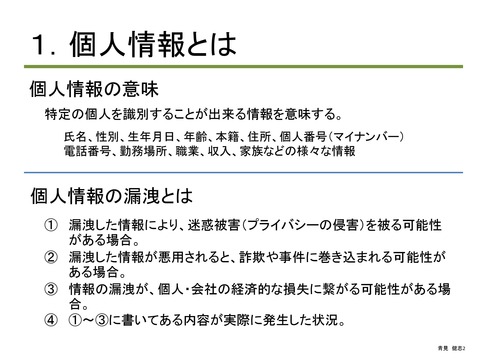 １．個人情報とは
個人情報の意味
特定の個人を識別することが出来る情報を意味する。
氏名、性別、生年月日、年齢、本籍、住所、個人番号（マイナンバー）
電話番号、勤務場所、職業、収入、家族などの様々な情報
個人情報の漏洩とは
① 漏洩した情報により、迷惑被害（プライバシーの侵害）を被る可能性
がある場合。
② 漏洩した情報が悪用されると、詐欺や事件に巻き込まれる可能性が
ある場合。
③ 情報の漏洩が、個人・会社の経済的な損失に繋がる可能性がある場
合。
④ ①～③に書いてある内容が実際に発生した状況。
青見 健志2